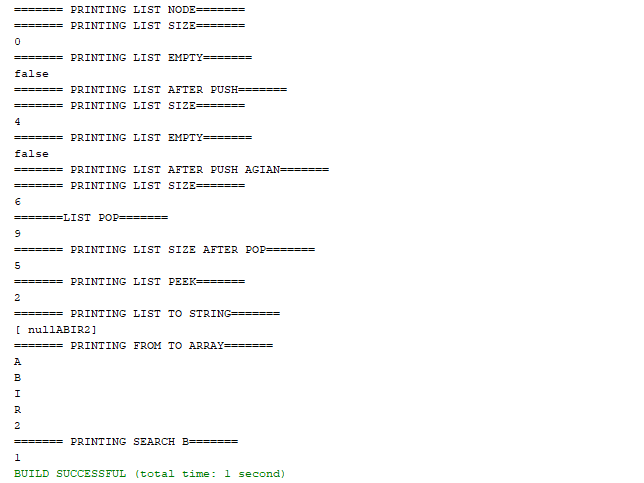 ======= PRINTING LIST NODE=======
======= PRINTING LIST SIZE=======
0
======= PRINTING LIST EMPTY=======
false
======= PRINTING LIST AFTER PUSH=======
======= PRINTING LIST SIZE=======
4
======= PRINTING LIST EMPTY=======
false
======= PRINTING LIST AFTER PUSH AGIAN=======
======= PRINTING LIST SIZE=======
6
=======LIST POP=======
9
======= PRINTING LIST SIZE AFTER POP=======
5
======= PRINTING LIST PEEK=======
2
======= PRINTING LIST TO STRING=======
[ nullABIR2]
======= PRINTING FROM TO ARRAY=======
A
B
I
R
2
======= PRINTING SEARCH B=======
1
BUILD SUCCESSFUL (total time: 1 second)